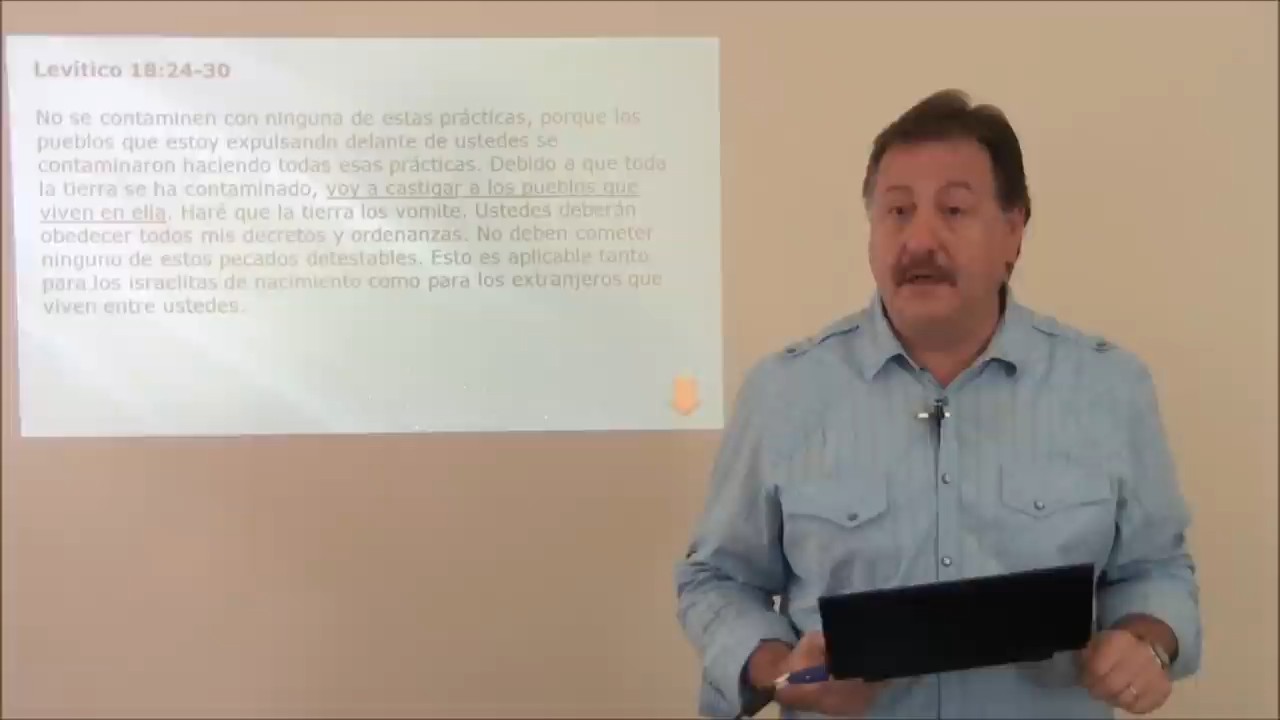 Levítico 18:24-30
No se contaminen con ninguna de estas prácticas, porque los
pueblos que estoy expulsando delante de ustedes se
contaminaron haciendo todas esas prácticas. Debido a que toda
la tierra se ha contaminado, voy a castigar a los pueblos que
viven en ella. Haré que la tierra los vomite. Ustedes deberán
obedecer todos mis decretos y ordenanzas. No deben cometer
ninguno de estos pecados detestables. Esto es aplicable tanto
para los israelitas de nacimiento como para los extranjeros que
viven entre ustedes.